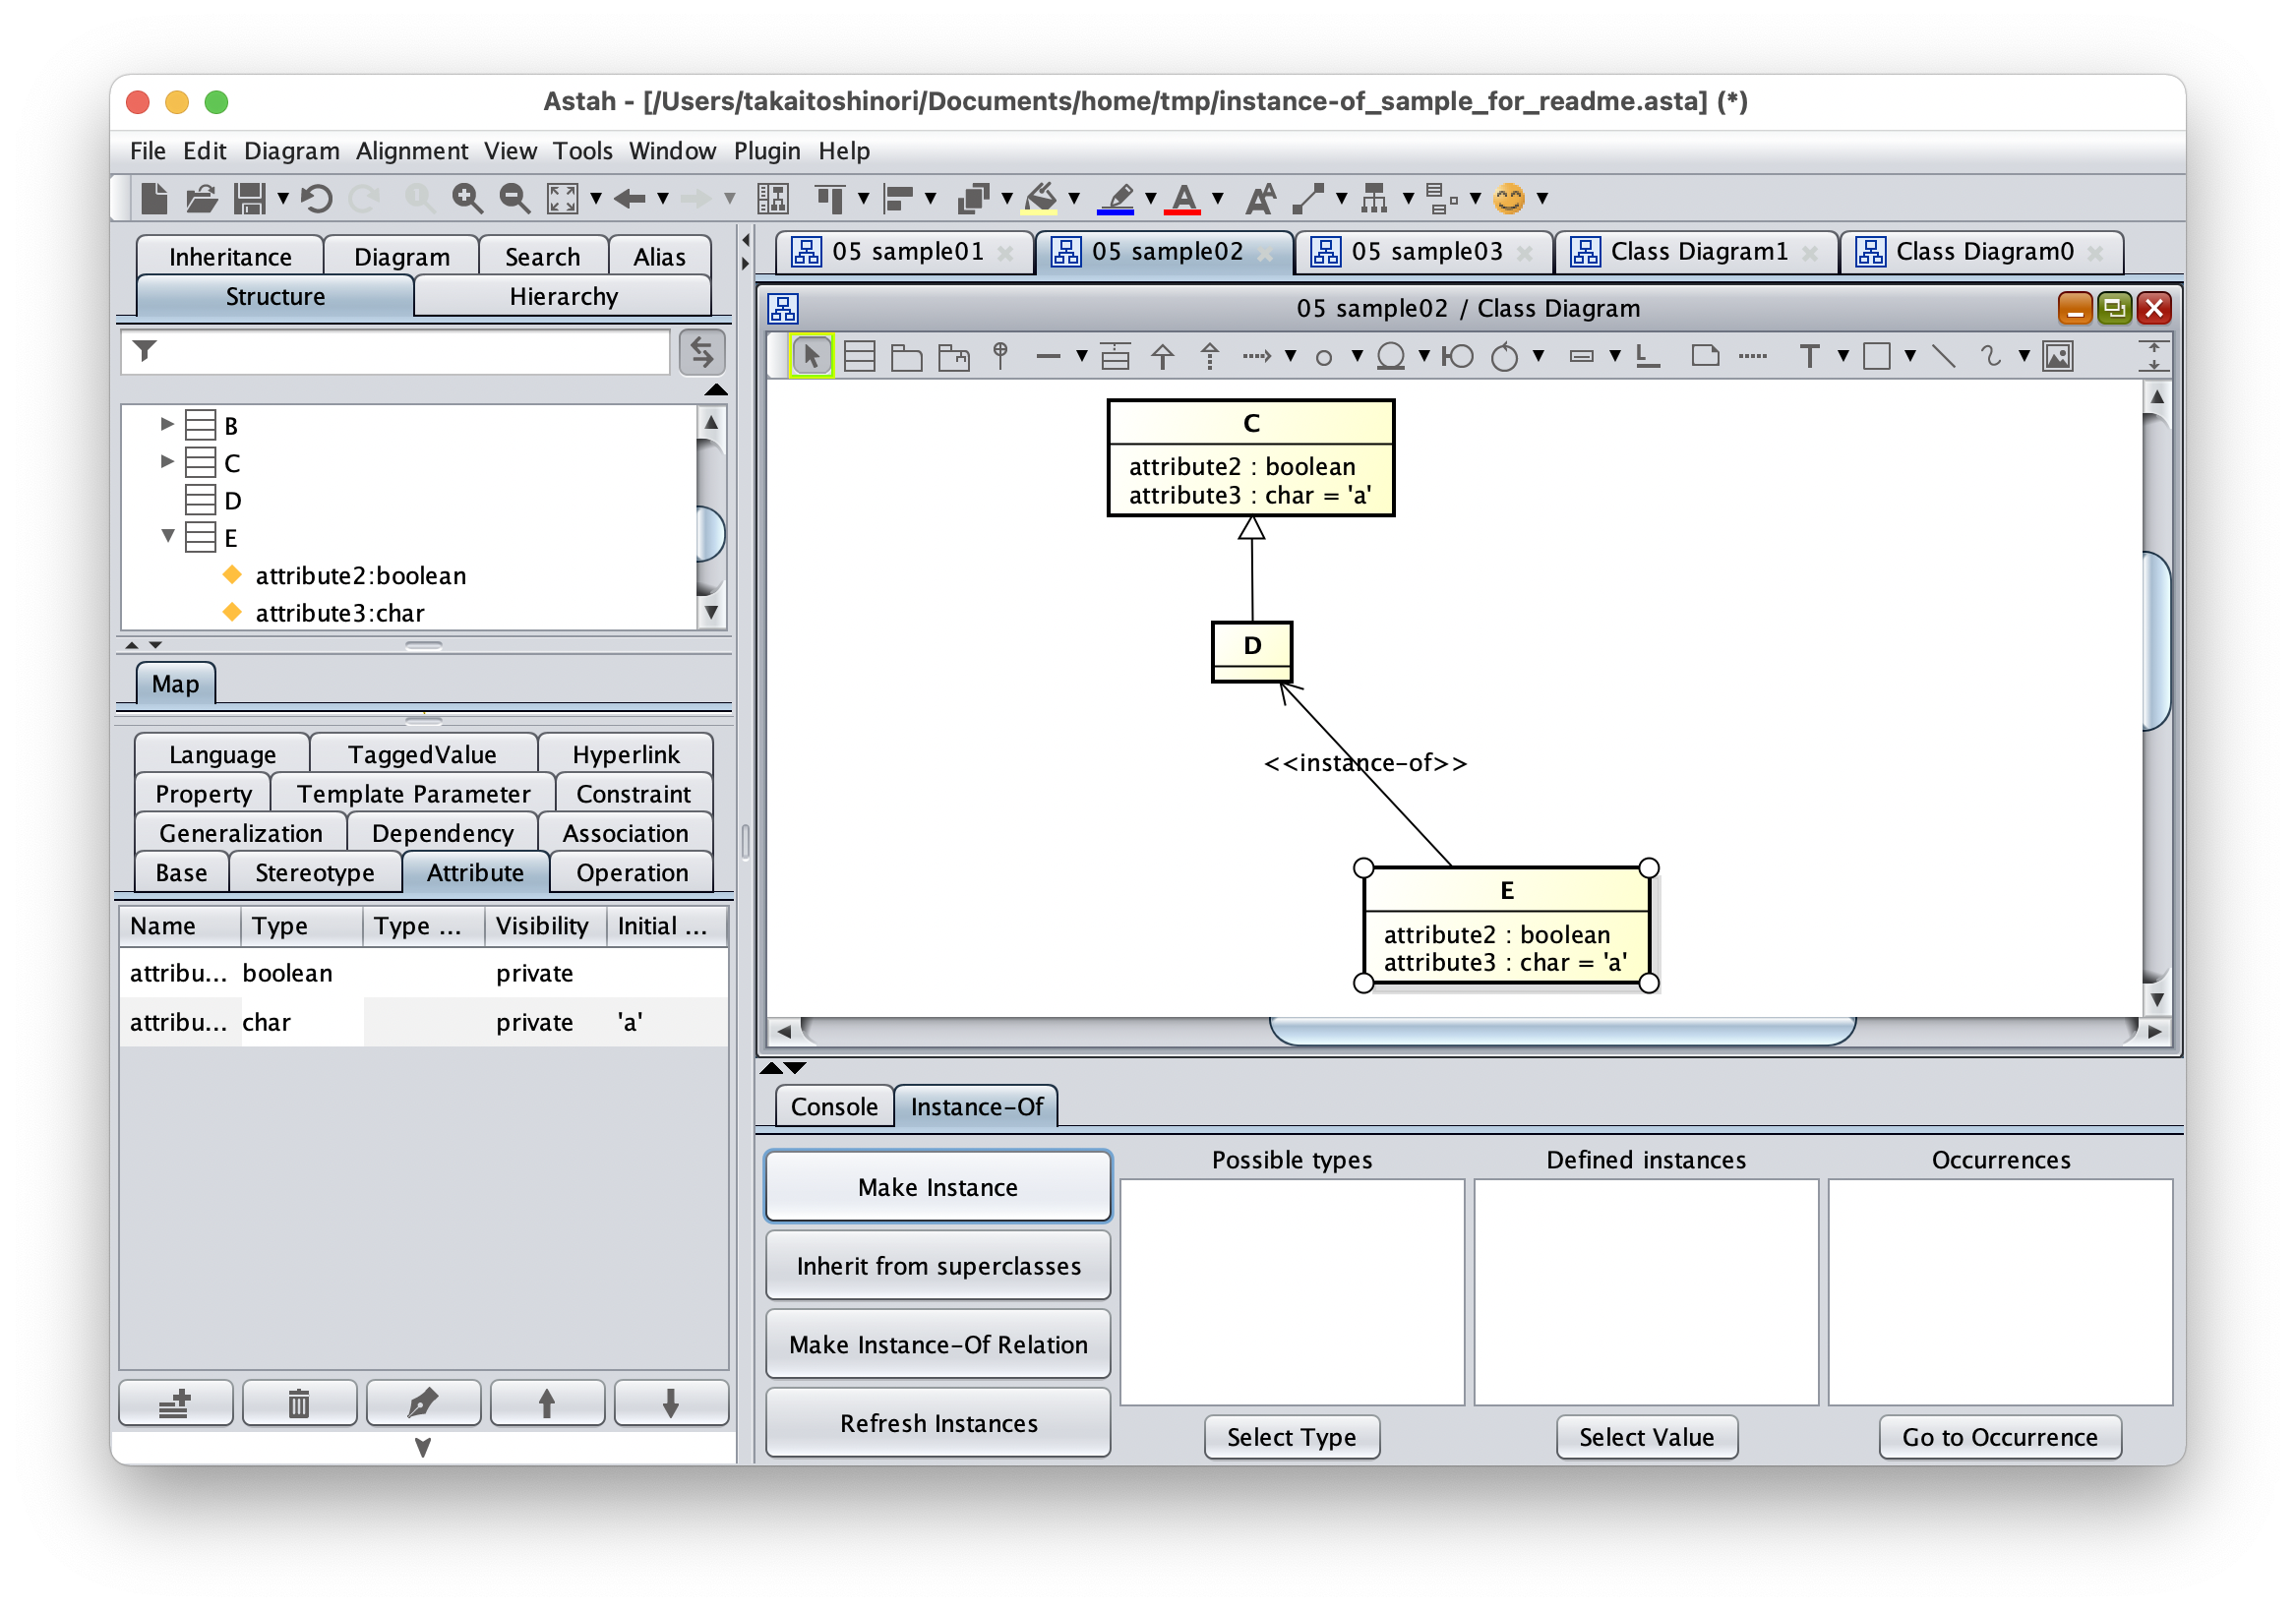 Astah - [/Users/takaitoshinori/Documents/home/tmp/instance-of_sample_for_readme.asta] (*)
File Edit Diagram Alignment View Tools Window Plugin Help
Inheritance Diagram Search Alias
Structure Hierarchy
B
C
D
E
attribute2:boolean
attribute3:char
Map
Language TaggedValue Hyperlink
Property Template Parameter Constraint
Generalization Dependency Association
Base Stereotype Attribute Operation
Name Type Type ... Visibility Initial ...
attribu... boolean private
attribu... char private 'a'
05 sample01 05 sample02 05 sample03 Class Diagram1 Class Diagram0
05 sample02 / Class Diagram
C
attribute2 : boolean
attribute3 : char = 'a'
D
<<instance-of>>
E
attribute2 : boolean
attribute3 : char = 'a'
Console Instance-Of
Make Instance
Inherit from superclasses
Make Instance-Of Relation
Refresh Instances
Possible types
Select Type
Defined instances
Select Value
Occurrences
Go to Occurrence